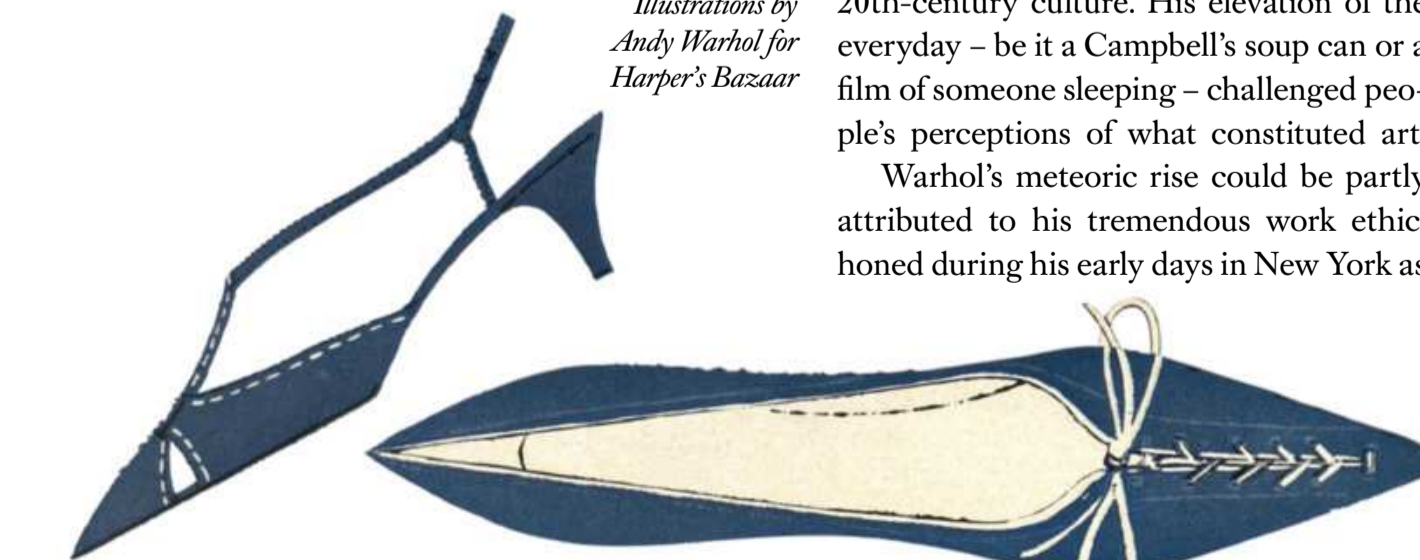 Illustrations by
Andy Warhol for
Harper's Bazaar
20th-century culture. His elevation of the
everyday – be it a Campbell's soup can or a
film of someone sleeping – challenged peo-
ple's perceptions of what constituted art
Warhol's meteoric rise could be partly
attributed to his tremendous work ethic
honed during his early days in New York as